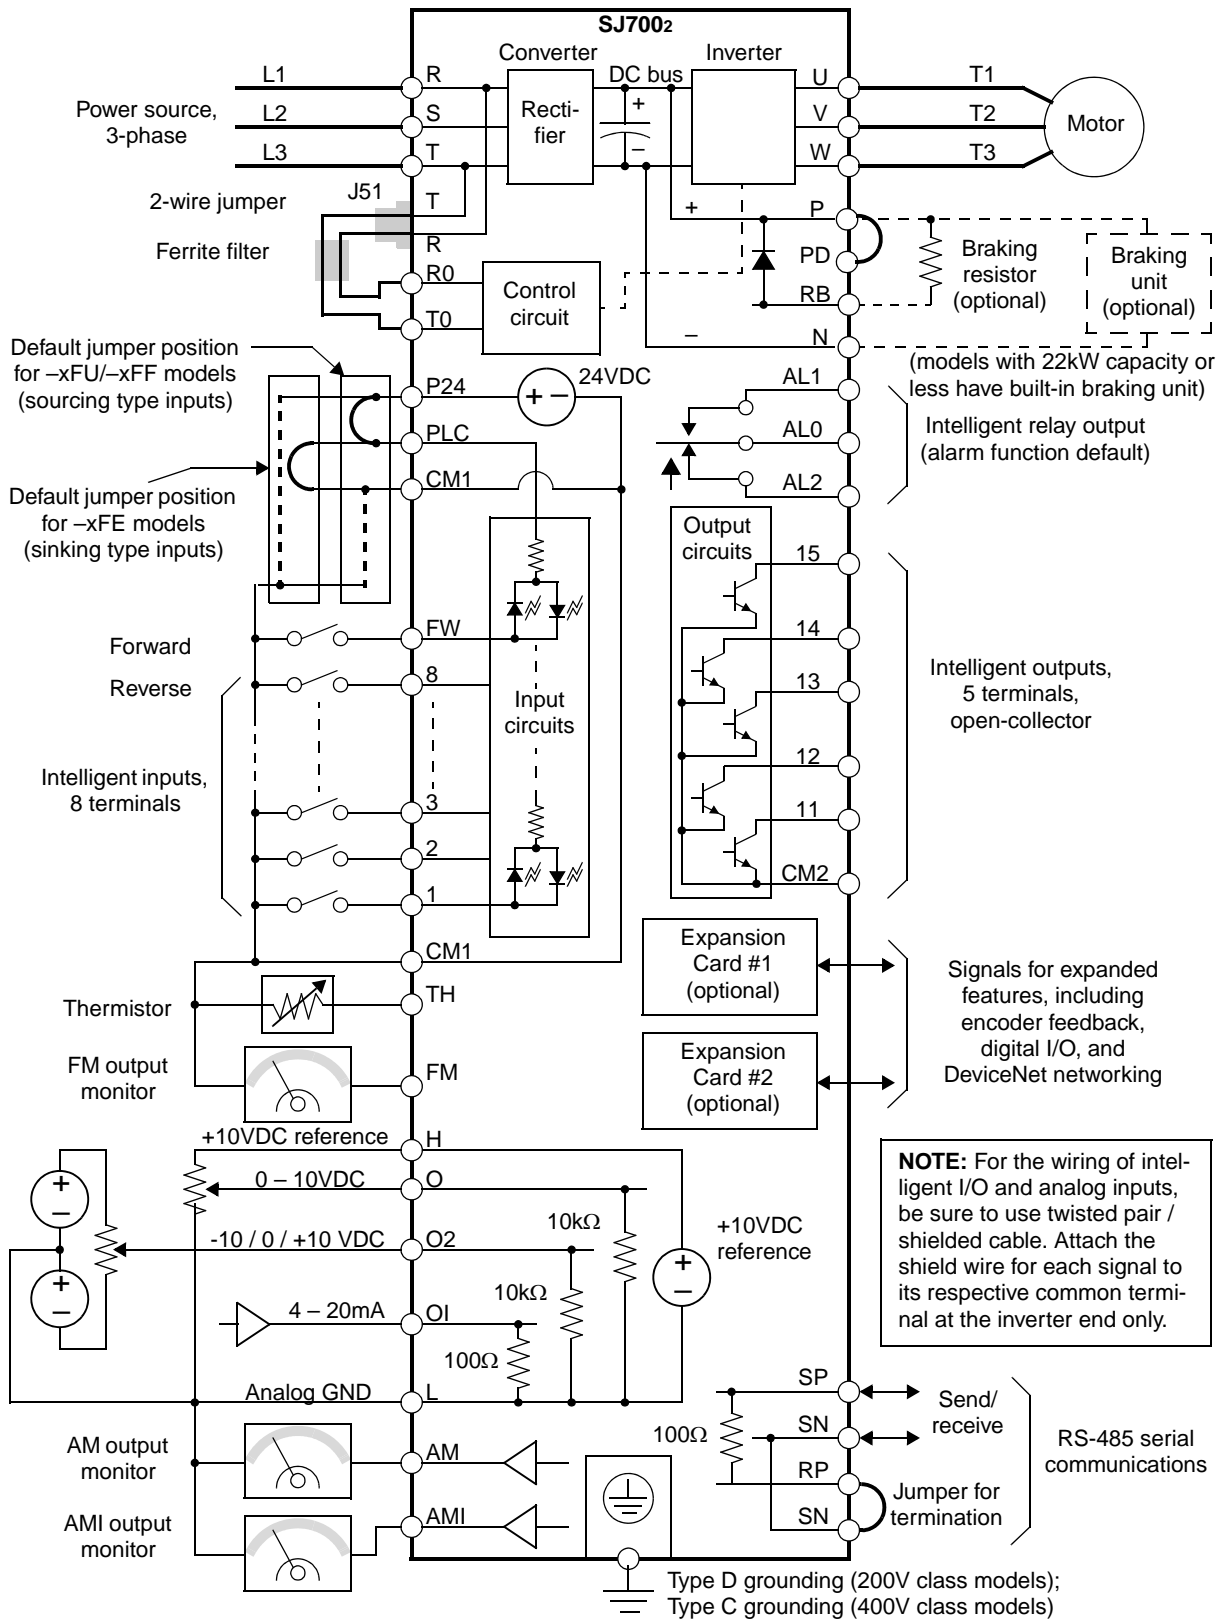 SJ7002
Converter
Inverter
L1
R
DC bus
U
T1
Power source,
3-phase
L2
S
Recti-
fier
+
V
T2
Motor
L3
T
–
W
T3
J51
2-wire jumper
T
+
P
Ferrite filter
R
PD
Braking
resistor
(optional)
Braking
unit
(optional)
R0
Control
circuit
RB
T0
–
N
Default jumper position
for –xFU/–xFF models
(sourcing type inputs)
(models with 22kW capacity or
less have built-in braking unit)
P24
+ –
24VDC
AL1
PLC
AL0
Intelligent relay output
(alarm function default)
CM1
AL2
Default jumper position
for –xFE models
(sinking type inputs)
Output
circuits
15
Forward
FW
14
Reverse
8
13
Input
circuits
Intelligent outputs,
5 terminals,
open-collector
Intelligent inputs,
8 terminals
12
3
11
2
CM2
1
CM1
Expansion
Card #1
(optional)
Signals for expanded
features, including
encoder feedback,
digital I/O, and
DeviceNet networking
Thermistor
TH
FM output
monitor
FM
Expansion
Card #2
(optional)
+10VDC reference
H
0 – 10VDC
O
+
–
-10 / 0 / +10 VDC
O2
10kΩ
+10VDC
reference
+
–
+
–
4 – 20mA
OI
10kΩ
100Ω
Analog GND
L
NOTE: For the wiring of intel-
ligent I/O and analog inputs,
be sure to use twisted pair /
shielded cable. Attach the
shield wire for each signal to
its respective common termi-
nal at the inverter end only.
SP
Send/
receive
100Ω
SN
RS-485 serial
communications
AM output
monitor
AM
RP
Jumper for
termination
AMI output
monitor
AMI
SN
Type D grounding (200V class models);
Type C grounding (400V class models)